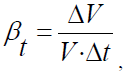 β_t = ΔV / (V·Δt) ,